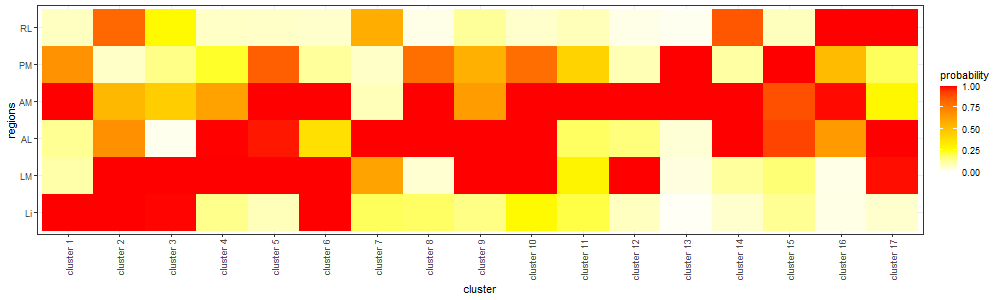 RL
PM
AM
AL
LM
Li
regions
cluster 1
cluster 2
cluster 3
cluster 4
cluster 5
cluster 6
cluster 7
cluster 8
cluster 9
cluster 10
cluster 11
cluster 12
cluster 13
cluster 14
cluster 15
cluster 16
cluster 17
cluster
probability
1.00
0.75
0.50
0.25
0.00